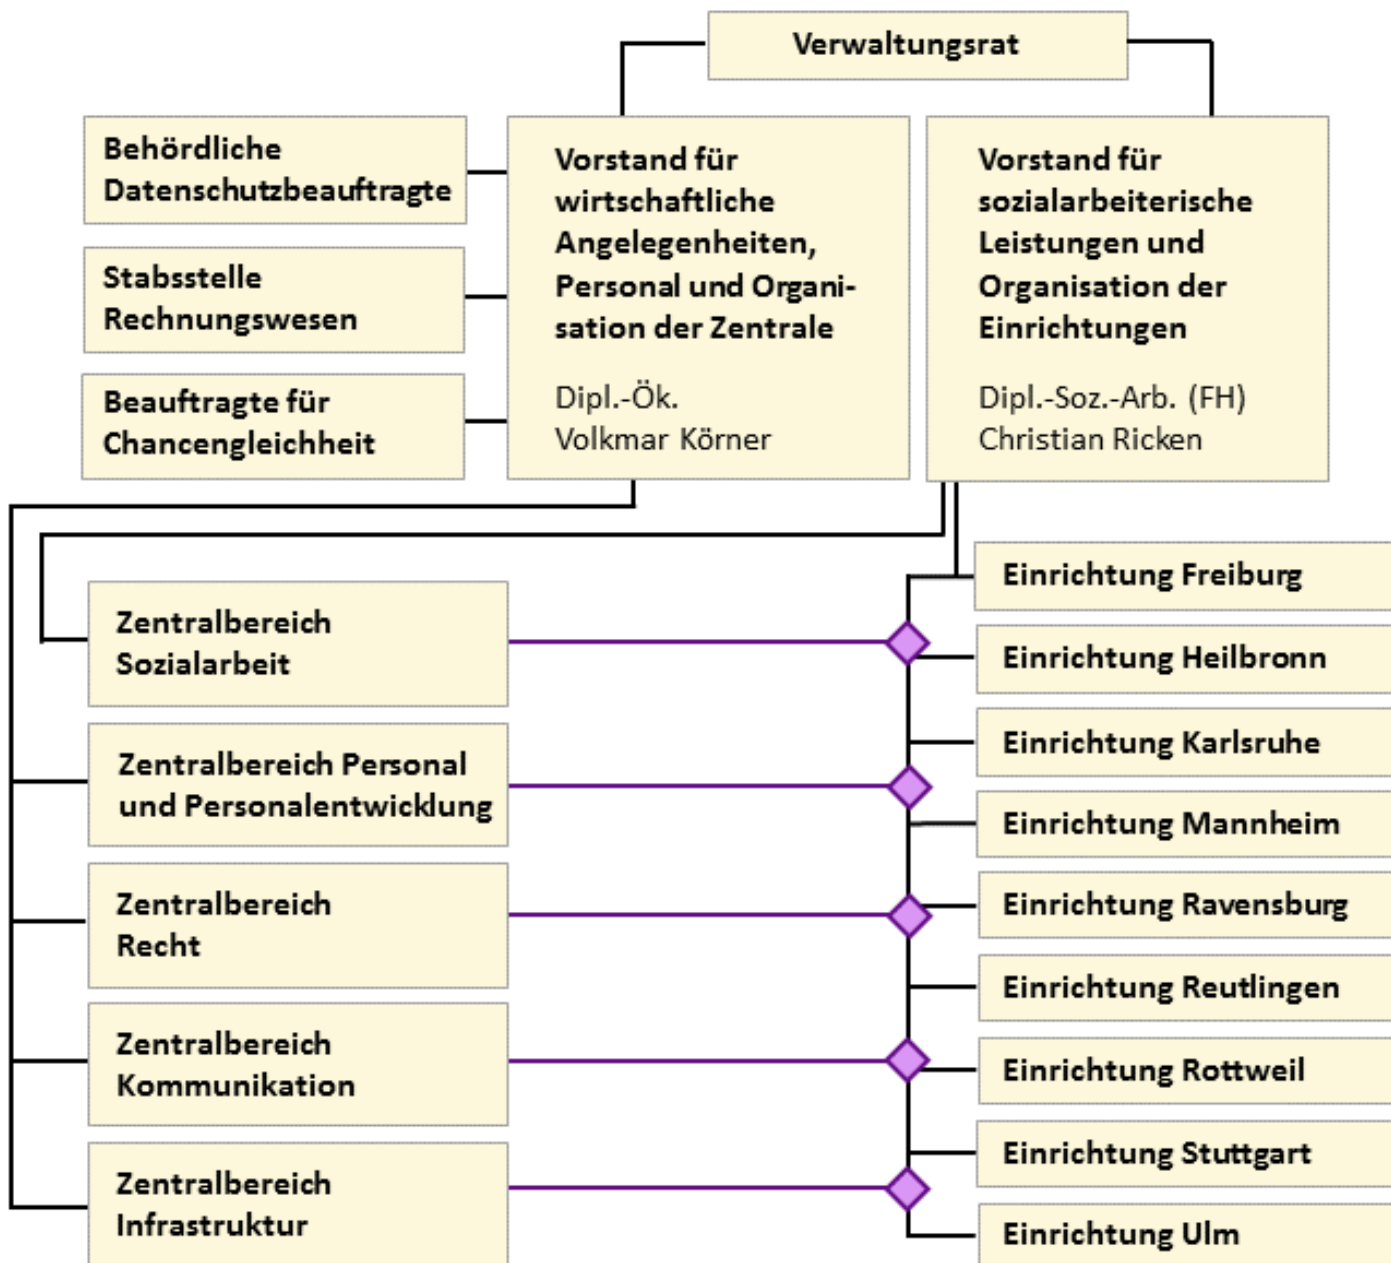 Verwaltungsrat
Behördliche
Datenschutzbeauftragte
Stabsstelle
Rechnungswesen
Beauftragte für
Chancengleichheit
Vorstand für
wirtschaftliche
Angelegenheiten,
Personal und Organi-
sation der Zentrale
Dipl.-Ök.
Volkmar Körner
Vorstand für
sozialarbeiterische
Leistungen und
Organisation der
Einrichtungen
Dipl.-Soz.-Arb. (FH)
Christian Ricken
Zentralbereich
Sozialarbeit
Zentralbereich Personal
und Personalentwicklung
Zentralbereich
Recht
Zentralbereich
Kommunikation
Zentralbereich
Infrastruktur
Einrichtung Freiburg
Einrichtung Heilbronn
Einrichtung Karlsruhe
Einrichtung Mannheim
Einrichtung Ravensburg
Einrichtung Reutlingen
Einrichtung Rottweil
Einrichtung Stuttgart
Einrichtung Ulm